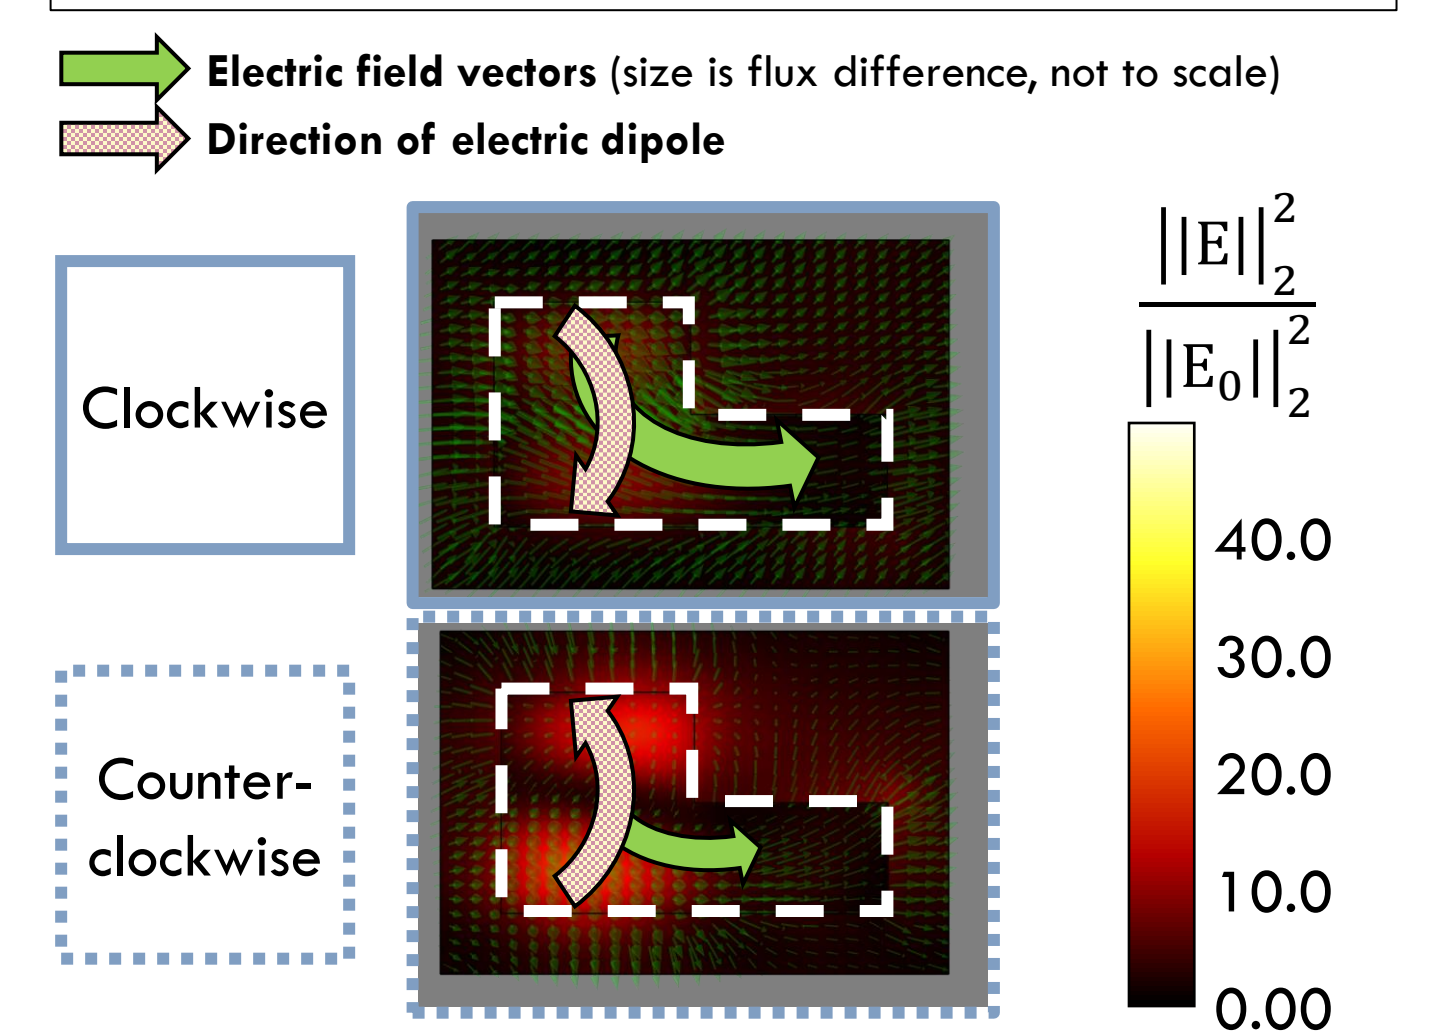 Electric field vectors (size is flux difference, not to scale)
Direction of electric dipole
Clockwise
Counter-
clockwise
||E||₂²
||E₀||₂²
40.0
30.0
20.0
10.0
0.00